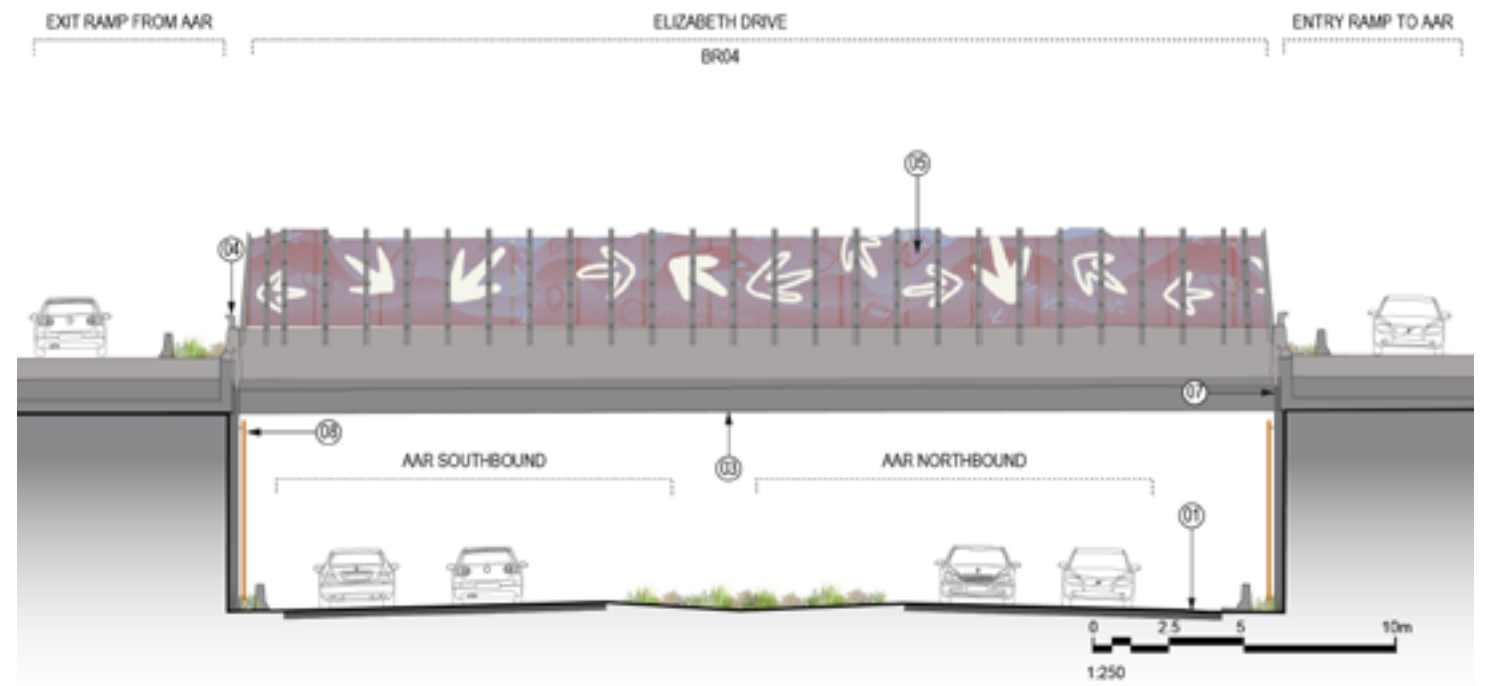 EXIT RAMP FROM AAR
ELIZABETH DRIVE
ENTRY RAMP TO AAR
BR04
05
04
07
08
AAR SOUTHBOUND
03
AAR NORTHBOUND
01
0 2.5 5 10m
1:250